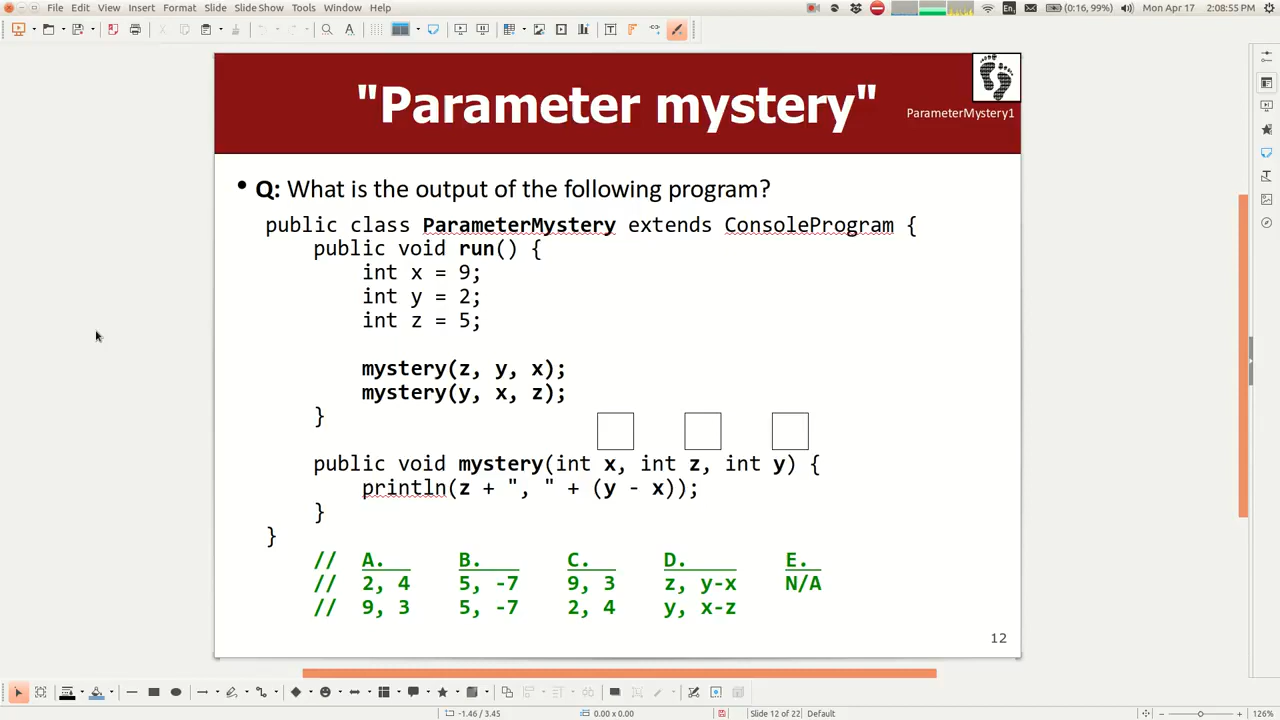 File Edit View Insert Format Slide Slide Show Tools Window Help
En (0:16, 99%) Mon Apr 17 2:08:55 PM
"Parameter mystery"
ParameterMystery1
• Q: What is the output of the following program?
public class ParameterMystery extends ConsoleProgram {
public void run() {
int x = 9;
int y = 2;
int z = 5;
mystery(z, y, x);
mystery(y, x, z);
}
public void mystery(int x, int z, int y) {
println(z + ", " + (y - x));
}
}
// A. B. C. D. E.
// 2, 4 5, -7 9, 3 z, y-x N/A
// 9, 3 5, -7 2, 4 y, x-z
12
-1.46 / 3.45 0.00 x 0.00 Slide 12 of 22 Default 126%